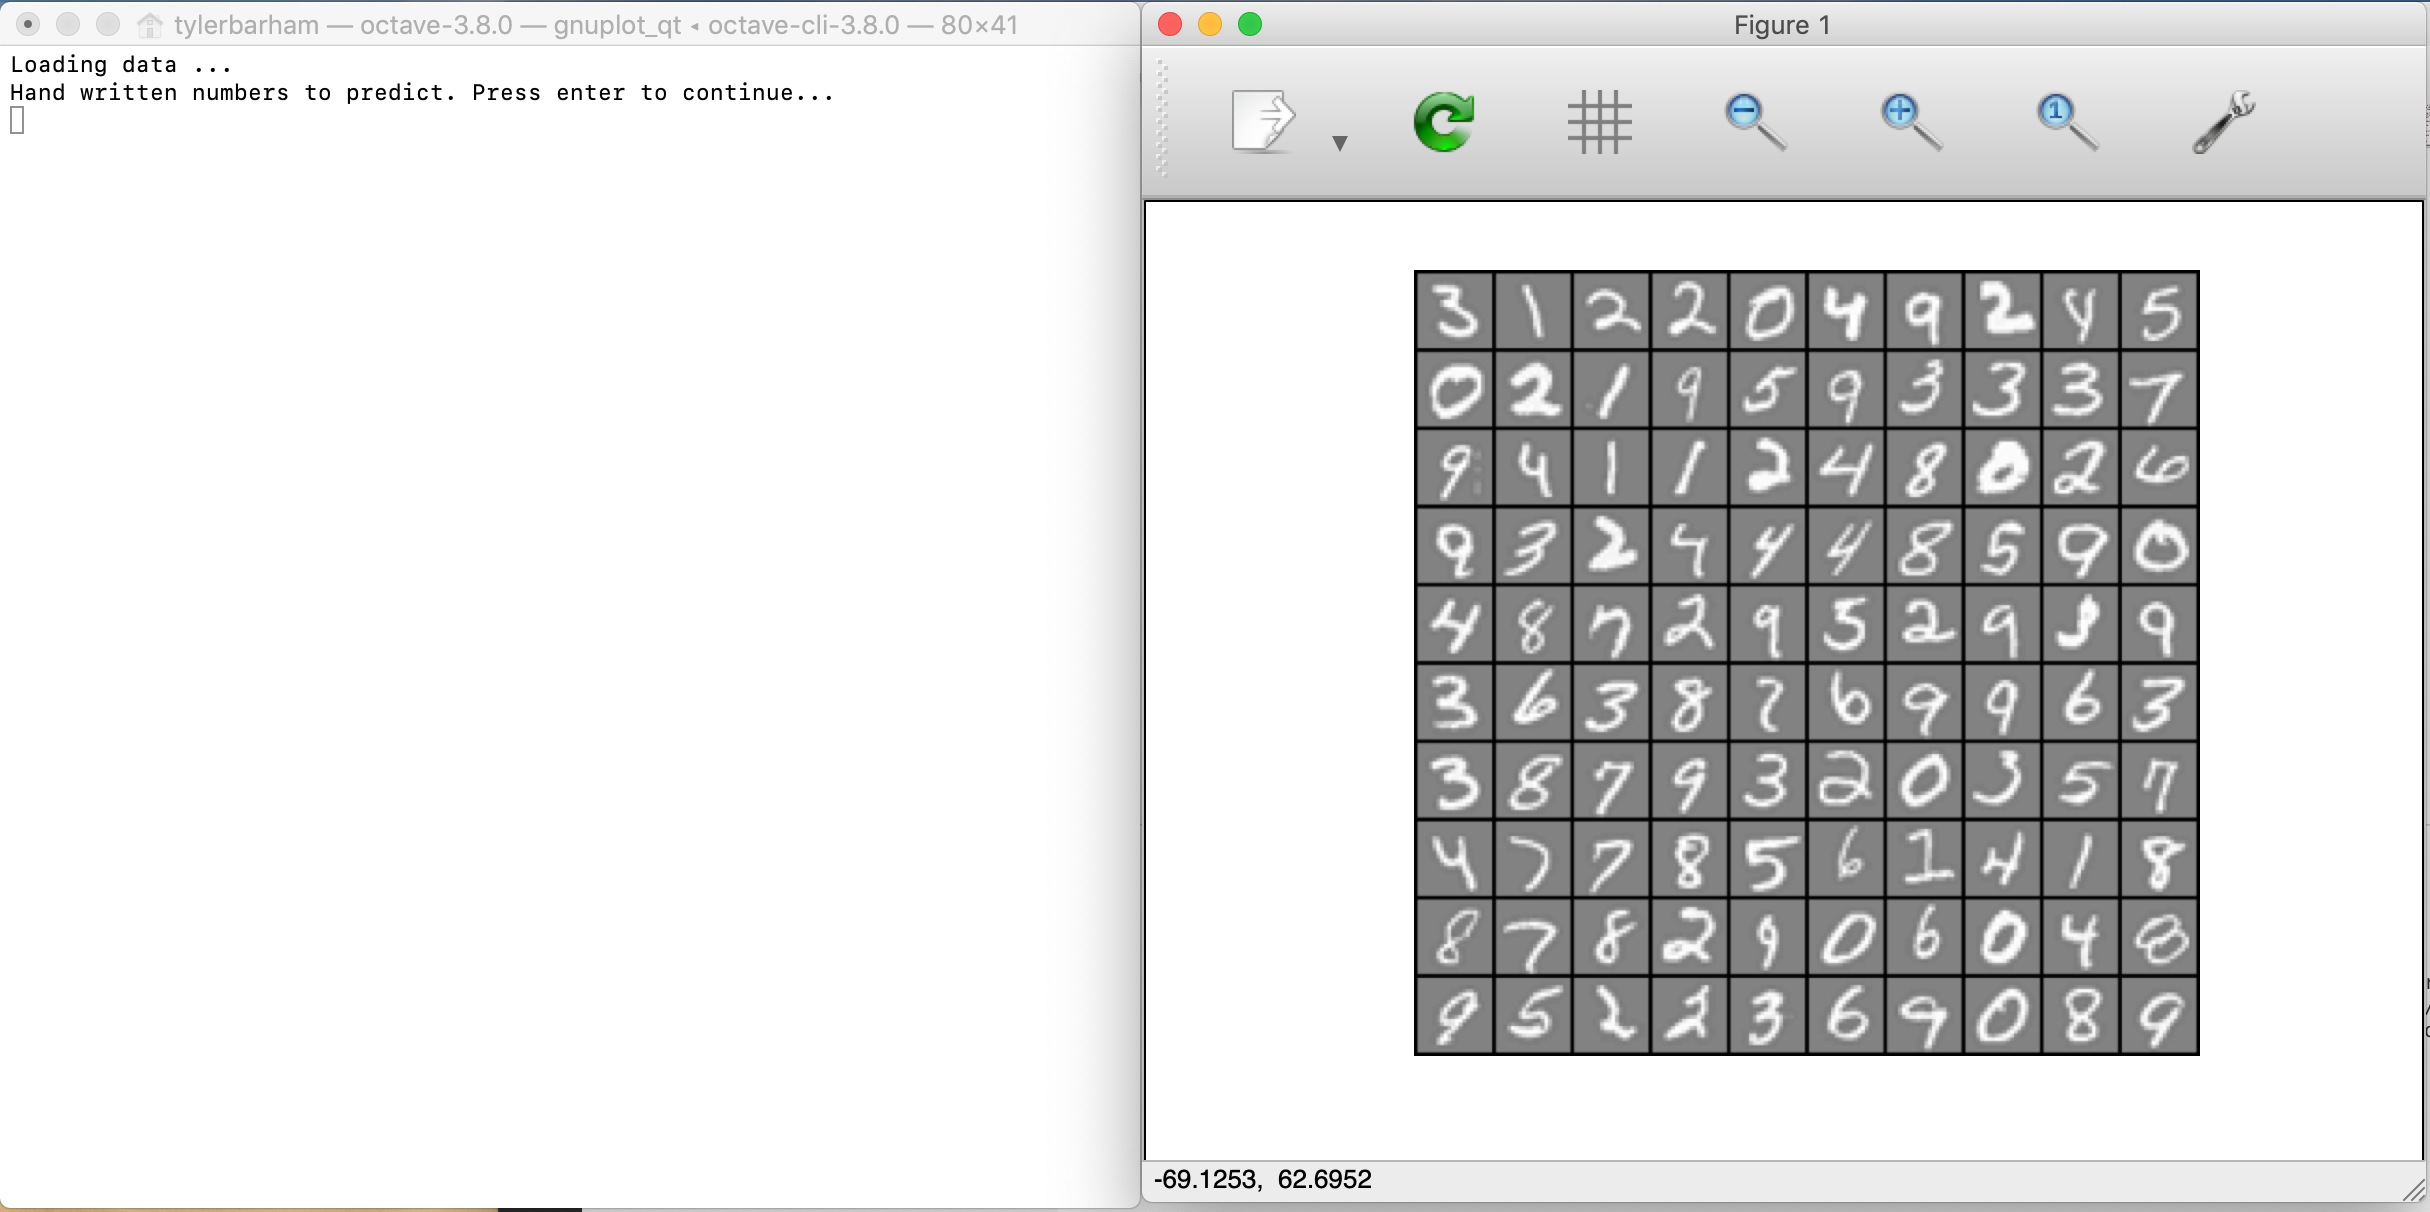 tylerbarham — octave-3.8.0 — gnuplot_qt ◂ octave-cli-3.8.0 — 80×41
Loading data ...
Hand written numbers to predict. Press enter to continue...
Figure 1
1
3 1 2 2 0 4 9 2 4 5
0 2 1 9 5 9 3 3 3 7
9 4 1 1 2 4 8 0 2 6
9 3 2 4 4 4 8 5 9 0
4 8 7 2 9 5 2 9 9
3 6 3 8 7 6 9 9 6 3
3 8 7 9 3 2 0 3 5 7
4 7 7 8 5 6 1 4 1 8
8 7 8 2 9 0 6 0 4 8
9 5 2 2 3 6 9 0 8 9
-69.1253, 62.6952